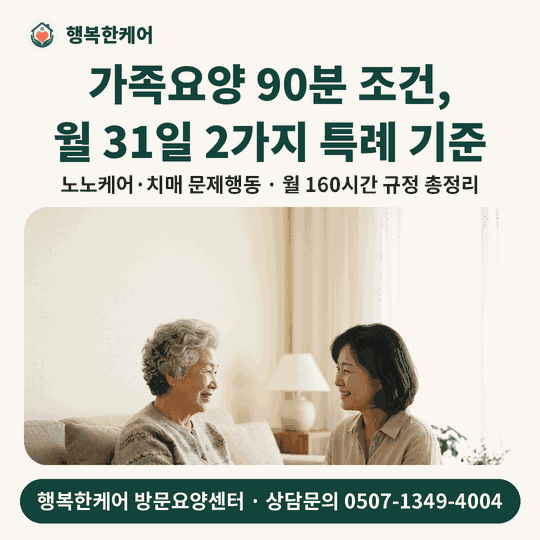 행복한케어
가족요양 90분 조건,
월 31일 2가지 특례 기준
노노케어·치매 문제행동 · 월 160시간 규정 총정리
행복한케어 방문요양센터 · 상담문의 0507-1349-4004